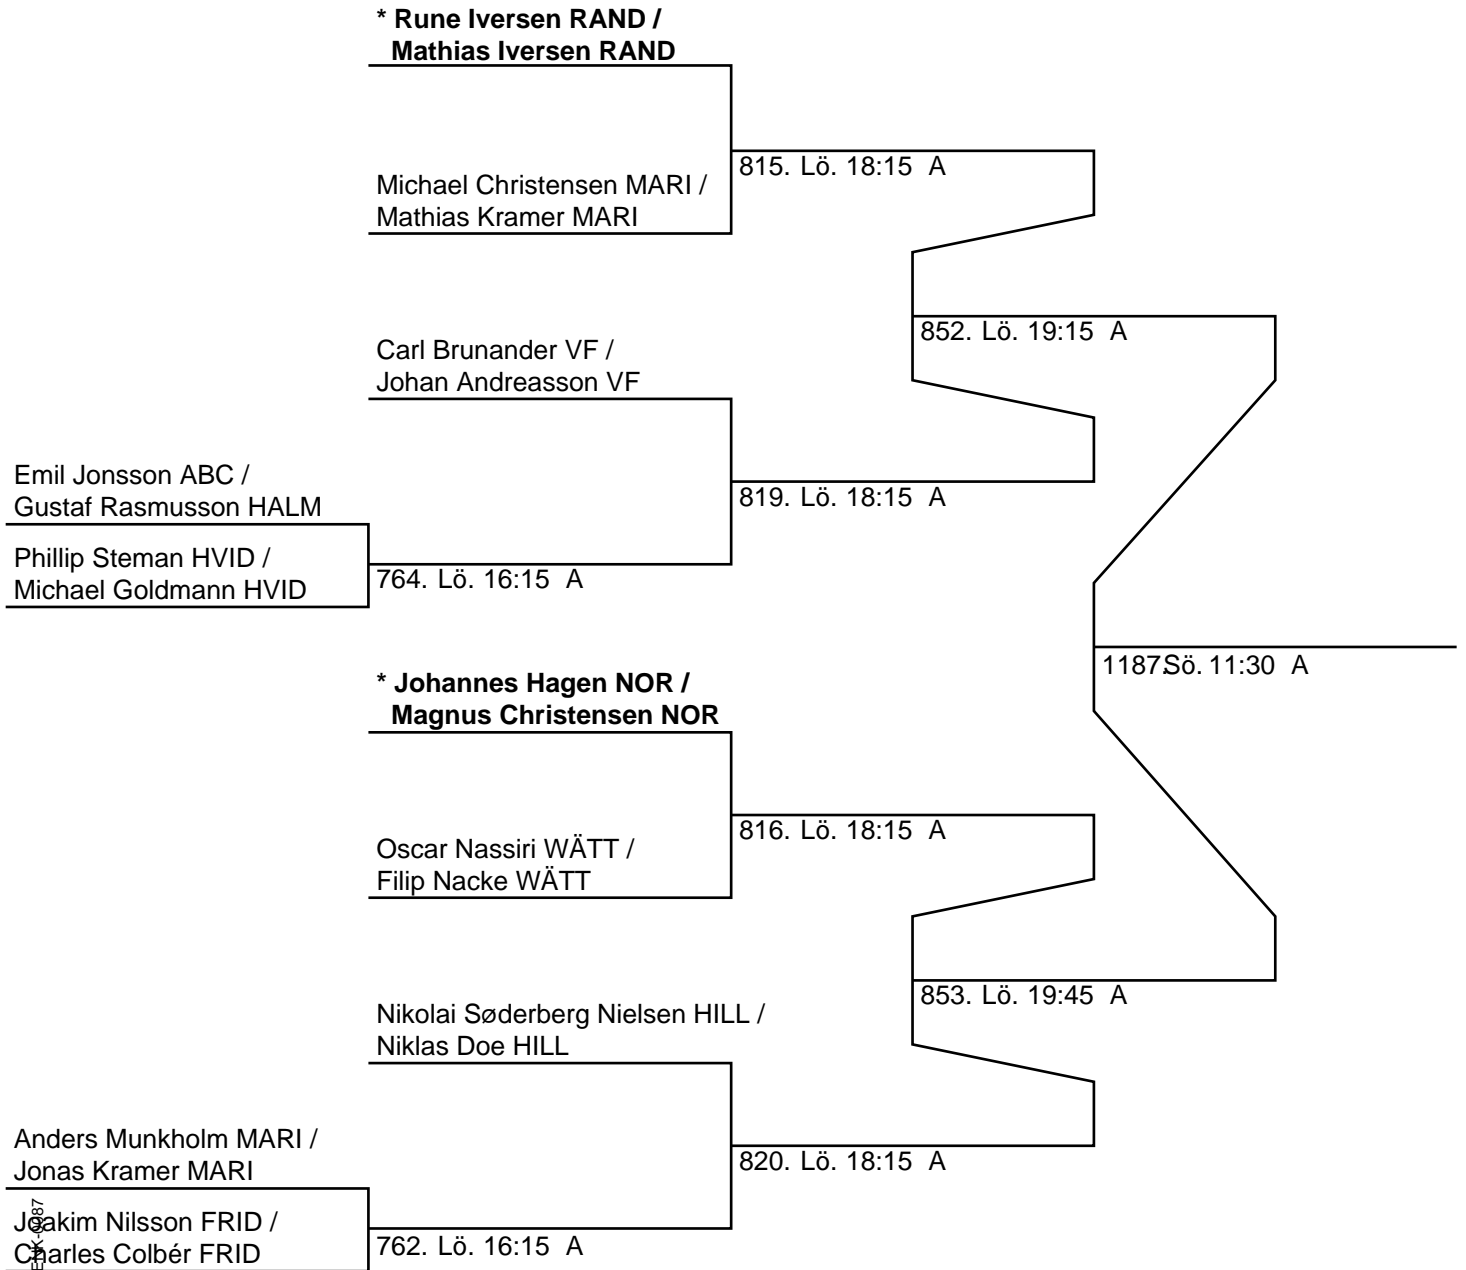 * Rune Iversen RAND /
Mathias Iversen RAND
815. Lö. 18:15 A
Michael Christensen MARI /
Mathias Kramer MARI
852. Lö. 19:15 A
Carl Brunander VF /
Johan Andreasson VF
Emil Jonsson ABC /
Gustaf Rasmusson HALM
819. Lö. 18:15 A
Phillip Steman HVID /
Michael Goldmann HVID
764. Lö. 16:15 A
1187. Sö. 11:30 A
* Johannes Hagen NOR /
Magnus Christensen NOR
816. Lö. 18:15 A
Oscar Nassiri WÄTT /
Filip Nacke WÄTT
853. Lö. 19:45 A
Nikolai Søderberg Nielsen HILL /
Niklas Doe HILL
Anders Munkholm MARI /
Jonas Kramer MARI
820. Lö. 18:15 A
Joakim Nilsson FRID /
Charles Colbér FRID
762. Lö. 16:15 A